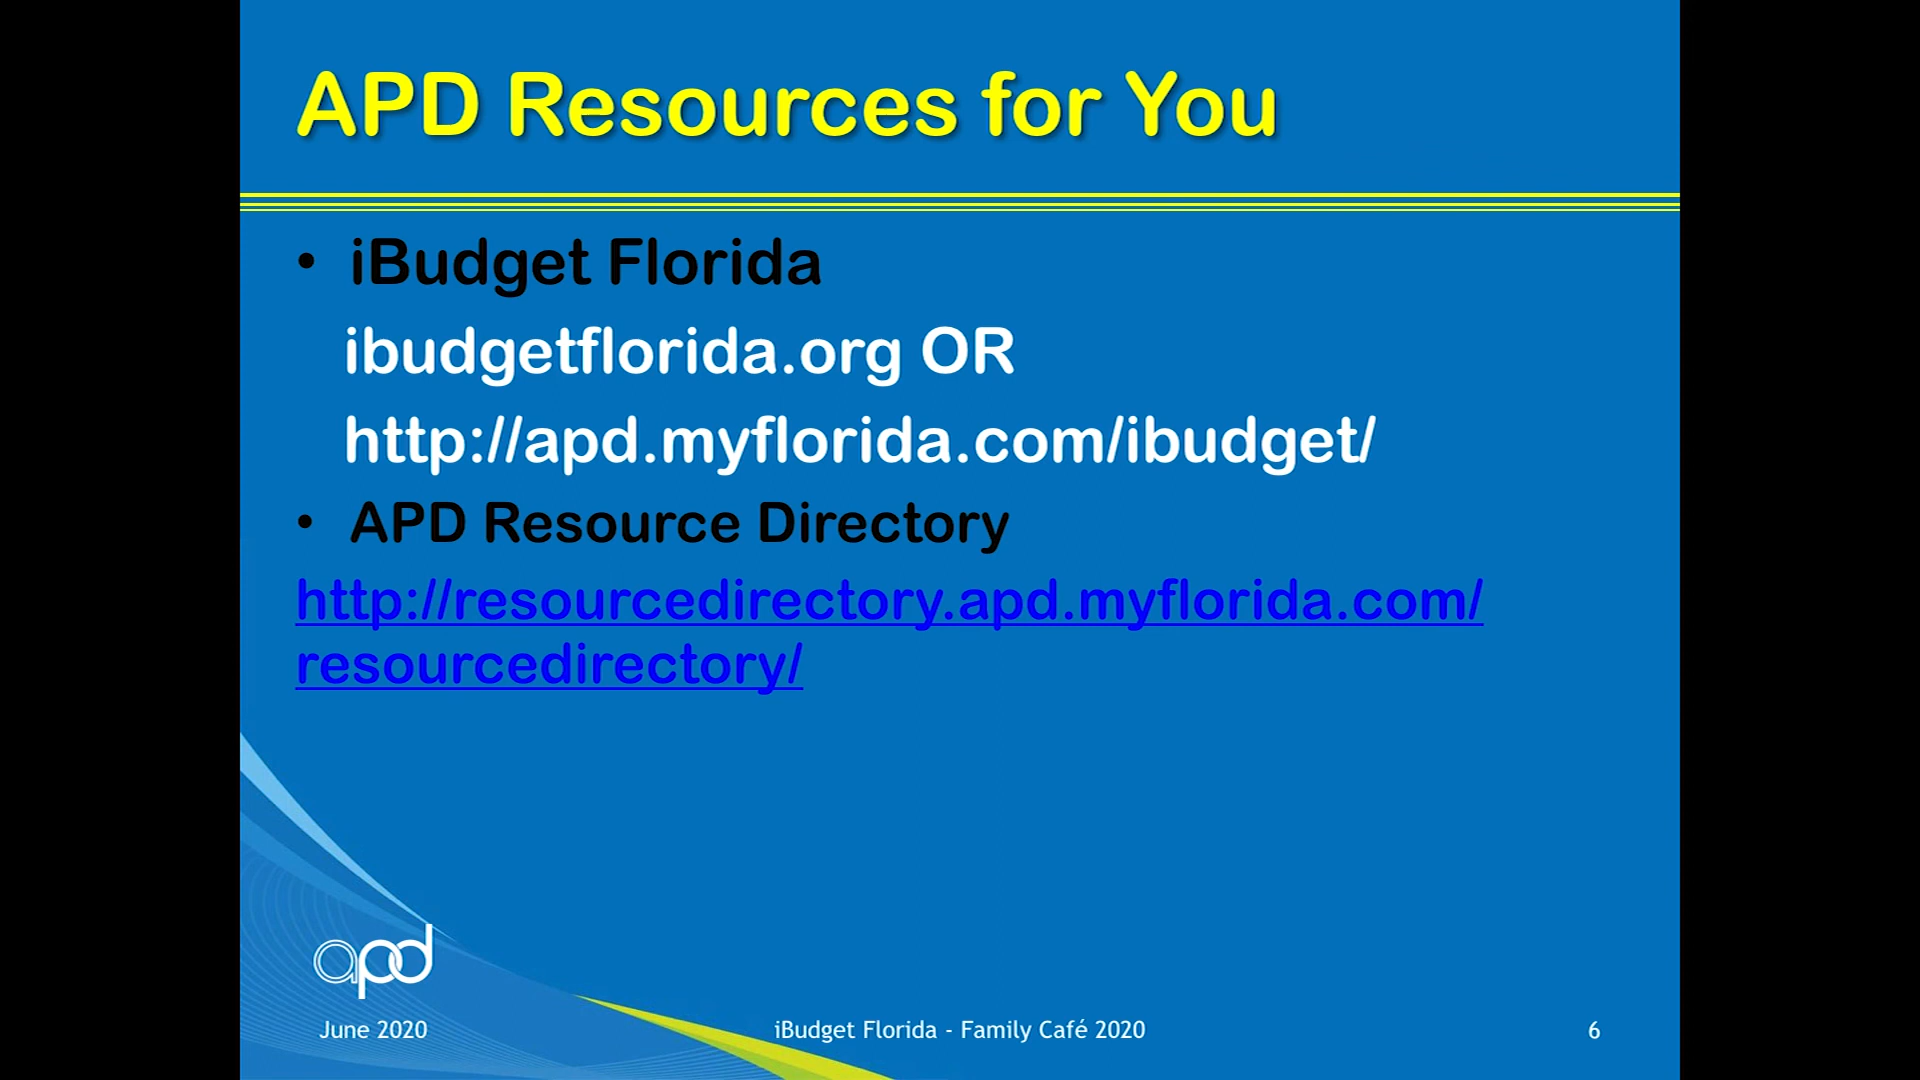 APD Resources for You
• iBudget Florida
ibudgetflorida.org OR
http://apd.myflorida.com/ibudget/
• APD Resource Directory
http://resourcedirectory.apd.myflorida.com/
resourcedirectory/
apd
June 2020
iBudget Florida - Family Café 2020
6